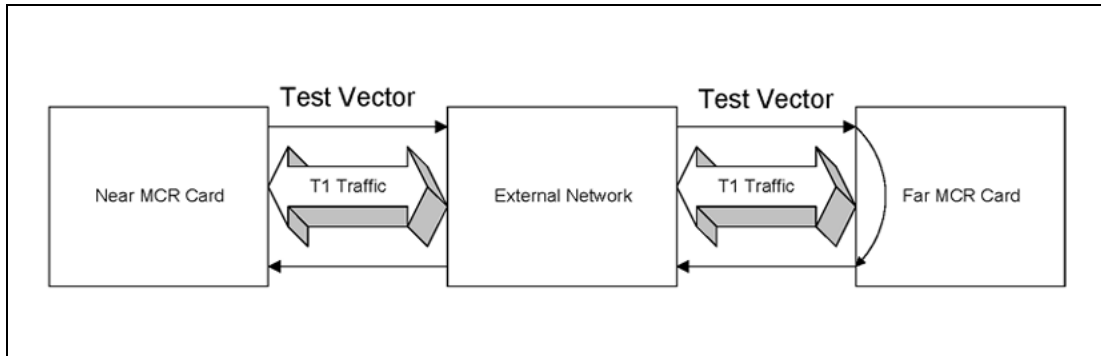 Test Vector
Test Vector
Near MCR Card
T1 Traffic
External Network
T1 Traffic
Far MCR Card